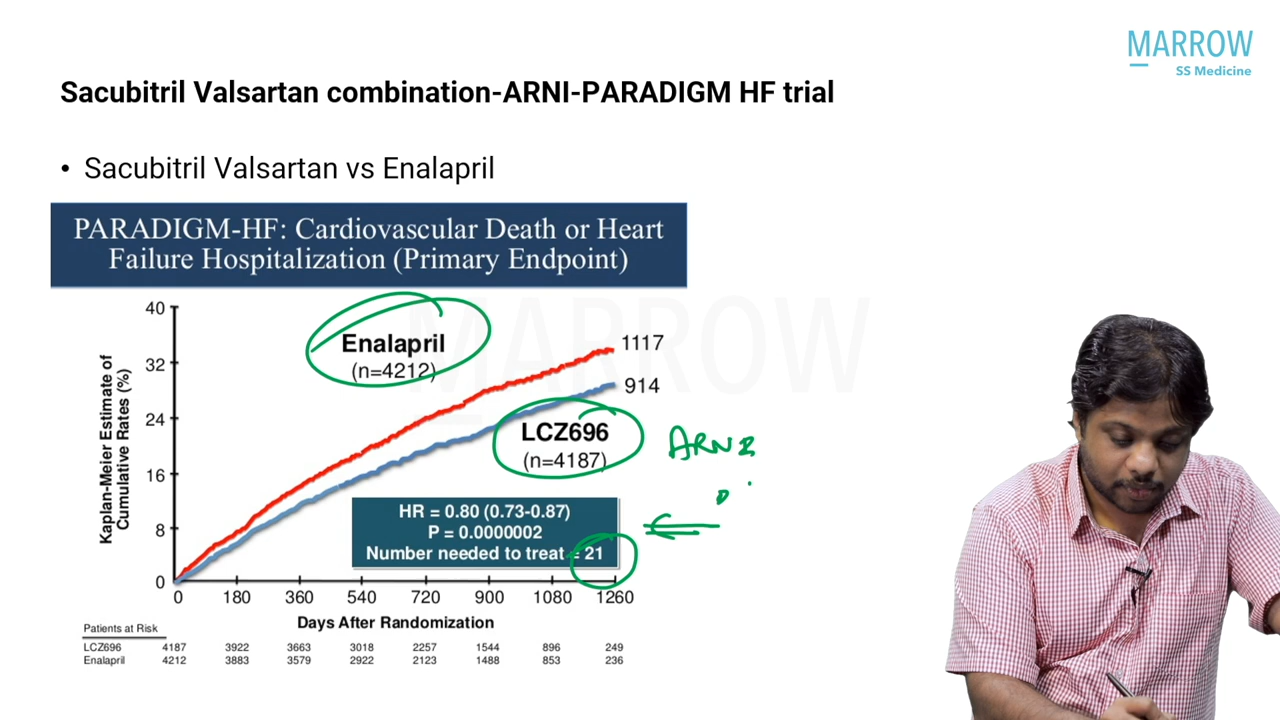 MARROW
SS Medicine
Sacubitril Valsartan combination-ARNI-PARADIGM HF trial
• Sacubitril Valsartan vs Enalapril
PARADIGM-HF: Cardiovascular Death or Heart
Failure Hospitalization (Primary Endpoint)
Kaplan-Meier Estimate of
Cumulative Rates (%)
40
32
24
16
8
0
Enalapril
(n=4212)
1117
914
LCZ696
(n=4187)
ARNI
HR = 0.80 (0.73-0.87)
P = 0.0000002
Number needed to treat = 21
0 180 360 540 720 900 1080 1260
Days After Randomization
Patients at Risk
LCZ696 4187 3922 3663 3018 2257 1544 896 249
Enalapril 4212 3883 3579 2922 2123 1488 853 236
MARROW